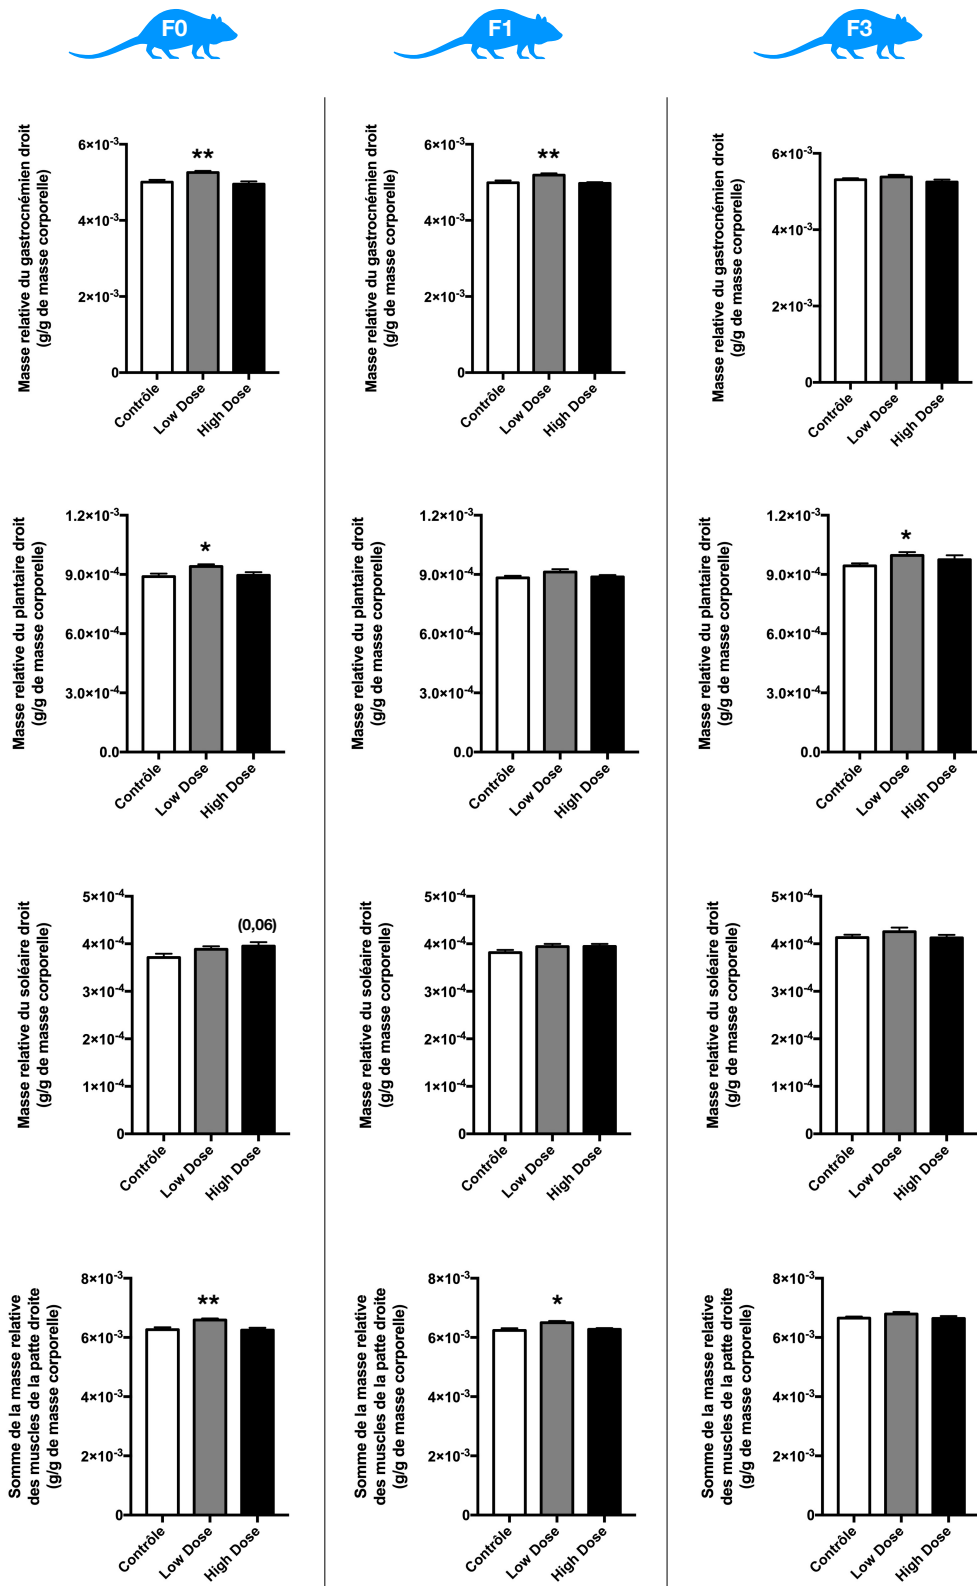 F0
F1
F3
Masse relative du gastrocnémien droit
(g/g de masse corporelle)
6×10⁻³
4×10⁻³
2×10⁻³
0
**
Contrôle
Low Dose
High Dose
Masse relative du gastrocnémien droit
(g/g de masse corporelle)
6×10⁻³
4×10⁻³
2×10⁻³
0
**
Contrôle
Low Dose
High Dose
Masse relative du gastrocnémien droit
(g/g de masse corporelle)
6×10⁻³
4×10⁻³
2×10⁻³
0
Contrôle
Low Dose
High Dose
Masse relative du plantaire droit
(g/g de masse corporelle)
1.2×10⁻³
9.0×10⁻⁴
6.0×10⁻⁴
3.0×10⁻⁴
0.0
*
Contrôle
Low Dose
High Dose
Masse relative du plantaire droit
(g/g de masse corporelle)
1.2×10⁻³
9.0×10⁻⁴
6.0×10⁻⁴
3.0×10⁻⁴
0.0
Contrôle
Low Dose
High Dose
Masse relative du plantaire droit
(g/g de masse corporelle)
1.2×10⁻³
9.0×10⁻⁴
6.0×10⁻⁴
3.0×10⁻⁴
0.0
*
Contrôle
Low Dose
High Dose
Masse relative du soléaire droit
(g/g de masse corporelle)
5×10⁻⁴
4×10⁻⁴
3×10⁻⁴
2×10⁻⁴
1×10⁻⁴
0
(0,06)
Contrôle
Low Dose
High Dose
Masse relative du soléaire droit
(g/g de masse corporelle)
5×10⁻⁴
4×10⁻⁴
3×10⁻⁴
2×10⁻⁴
1×10⁻⁴
0
Contrôle
Low Dose
High Dose
Masse relative du soléaire droit
(g/g de masse corporelle)
5×10⁻⁴
4×10⁻⁴
3×10⁻⁴
2×10⁻⁴
1×10⁻⁴
0
Contrôle
Low Dose
High Dose
Somme de la masse relative
des muscles de la patte droite
(g/g de masse corporelle)
8×10⁻³
6×10⁻³
4×10⁻³
2×10⁻³
0
**
Contrôle
Low Dose
High Dose
Somme de la masse relative
des muscles de la patte droite
(g/g de masse corporelle)
8×10⁻³
6×10⁻³
4×10⁻³
2×10⁻³
0
*
Contrôle
Low Dose
High Dose
Somme de la masse relative
des muscles de la patte droite
(g/g de masse corporelle)
8×10⁻³
6×10⁻³
4×10⁻³
2×10⁻³
0
Contrôle
Low Dose
High Dose